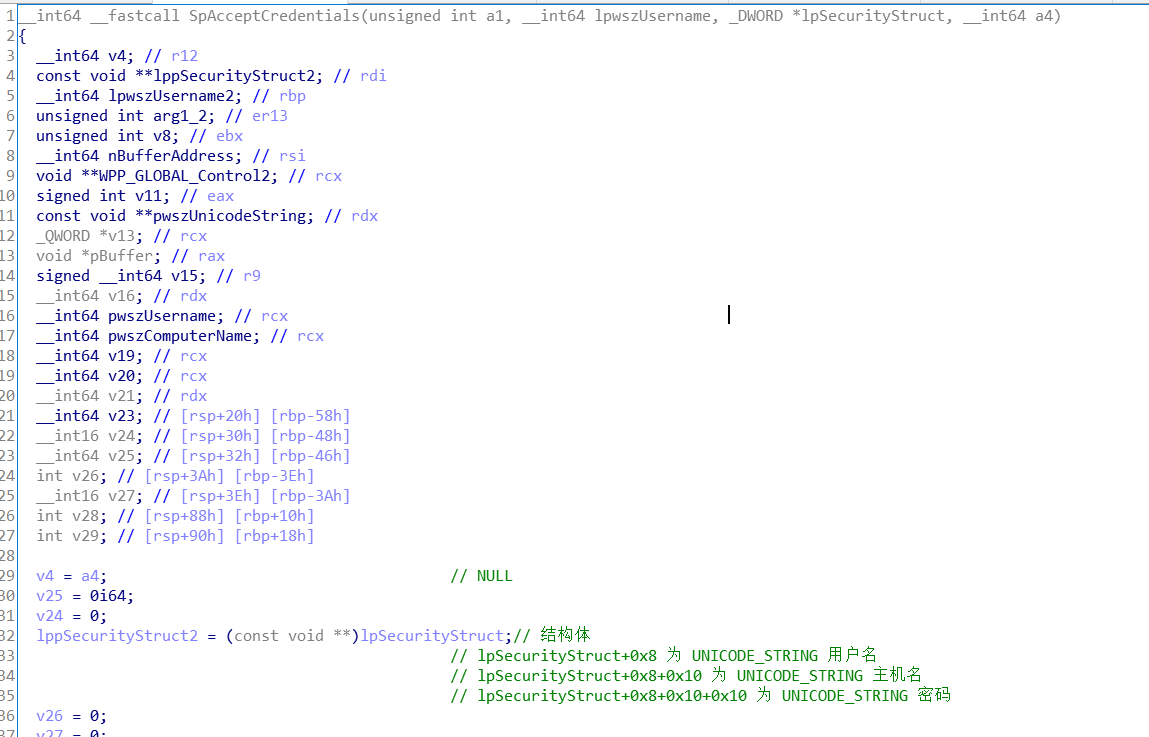 1 __int64 __fastcall SpAcceptCredentials(unsigned int a1, __int64 lpwszUsername, _DWORD *lpSecurityStruct, __int64 a4)
2 {
3 __int64 v4; // r12
4 const void **lppSecurityStruct2; // rdi
5 __int64 lpwszUsername2; // rbp
6 unsigned int arg1_2; // er13
7 unsigned int v8; // ebx
8 __int64 nBufferAddress; // rsi
9 void **WPP_GLOBAL_Control2; // rcx
10 signed int v11; // eax
11 const void **pwszUnicodeString; // rdx
12 _QWORD *v13; // rcx
13 void *pBuffer; // rax
14 signed __int64 v15; // r9
15 __int64 v16; // rdx
16 __int64 pwszUsername; // rcx
17 __int64 pwszComputerName; // rcx
18 __int64 v19; // rcx
19 __int64 v20; // rcx
20 __int64 v21; // rdx
21 __int64 v23; // [rsp+20h] [rbp-58h]
22 __int16 v24; // [rsp+30h] [rbp-48h]
23 __int64 v25; // [rsp+32h] [rbp-46h]
24 int v26; // [rsp+3Ah] [rbp-3Eh]
25 __int16 v27; // [rsp+3Eh] [rbp-3Ah]
26 int v28; // [rsp+88h] [rbp+10h]
27 int v29; // [rsp+90h] [rbp+18h]
28
29 v4 = a4; // NULL
30 v25 = 0i64;
31 v24 = 0;
32 lppSecurityStruct2 = (const void **)lpSecurityStruct;// 结构体
33 // lpSecurityStruct+0x8 为 UNICODE_STRING 用户名
34 // lpSecurityStruct+0x8+0x10 为 UNICODE_STRING 主机名
35 // lpSecurityStruct+0x8+0x10+0x10 为 UNICODE_STRING 密码
36 v26 = 0;
37 v27 = 0;